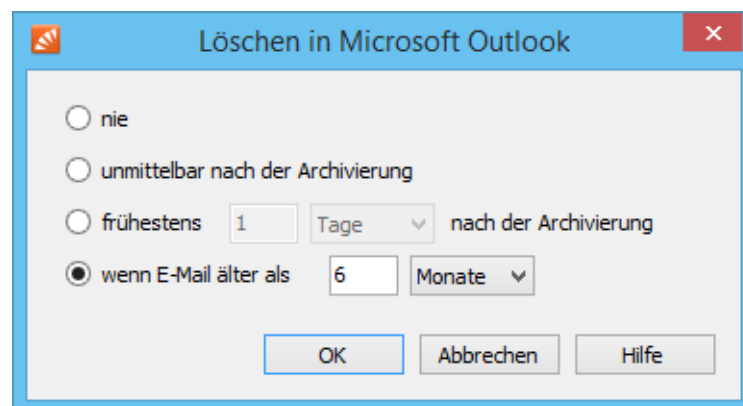 Löschen in Microsoft Outlook
nie
unmittelbar nach der Archivierung
frühestens 1 Tage nach der Archivierung
wenn E-Mail älter als 6 Monate
OK Abbrechen Hilfe